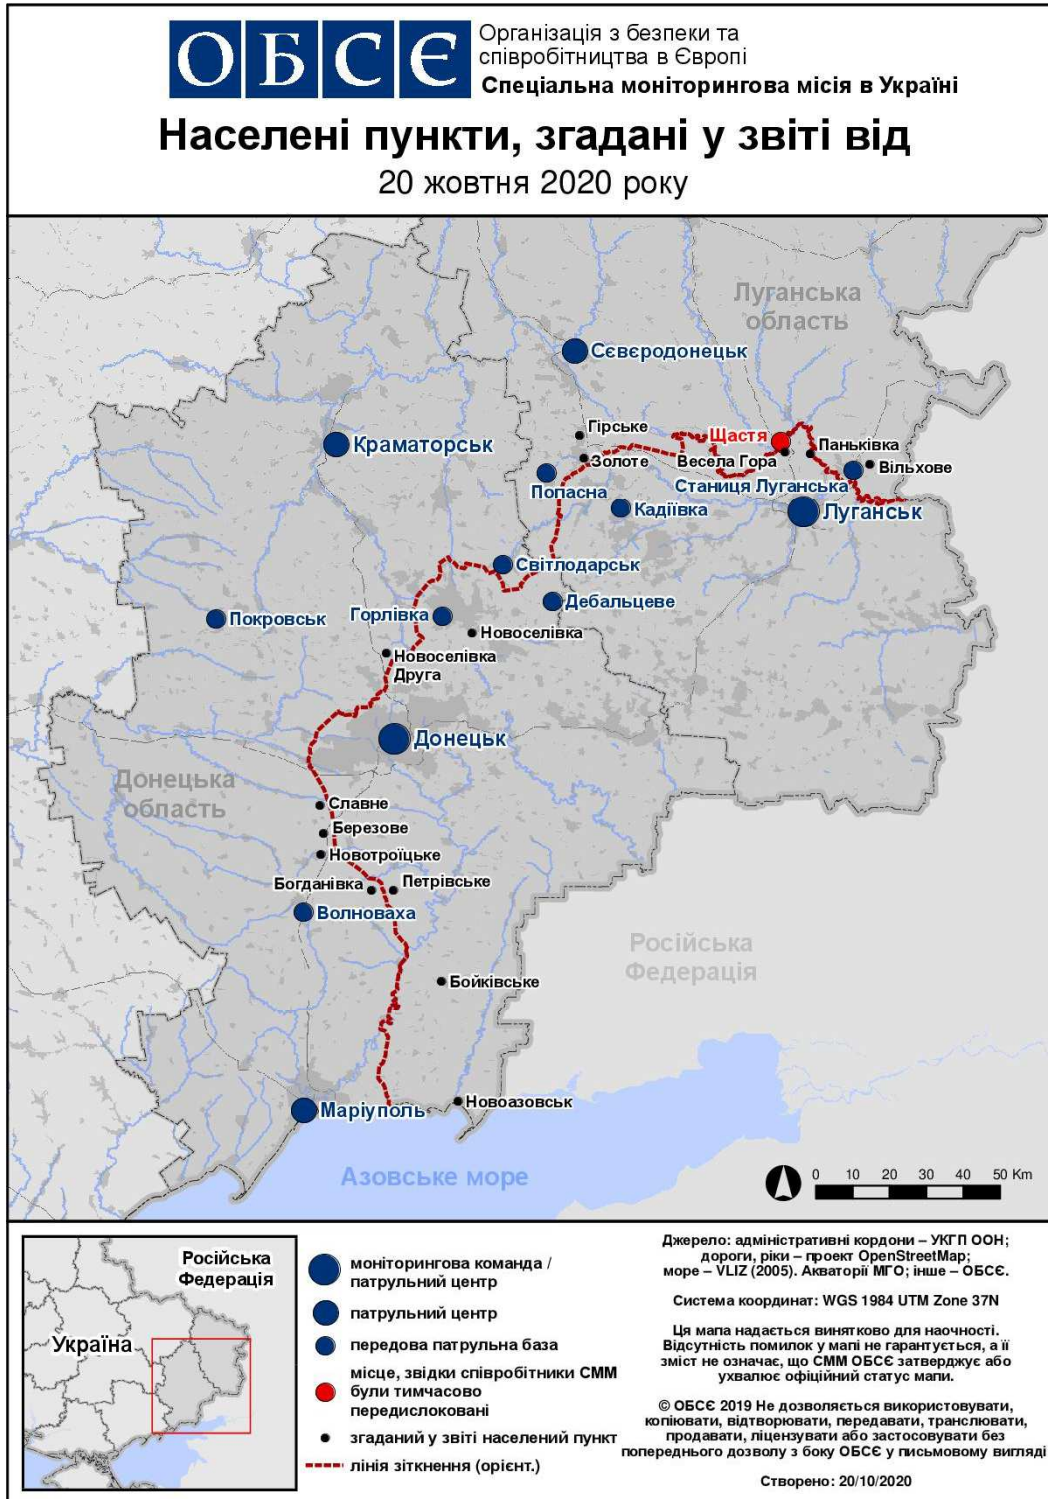 ОБСЄ
Організація з безпеки та
співробітництва в Європі
Спеціальна моніторингова місія в Україні
Населені пункти, згадані у звіті від
20 жовтня 2020 року
Луганська
область
Сєвєродонецьк
Гірське
Щастя
Краматорськ
Паньківка
Золоте
Весела Гора
Вільхове
Попасна
Станиця Луганська
Кадіївка
Луганськ
Світлодарськ
Дебальцеве
Горлівка
Покровськ
Новоселівка
Новоселівка
Друга
Донецьк
Донецька
область
Славне
Березове
Новотроїцьке
Богданівка
Петрівське
Волноваха
Російська
Федерація
Бойківське
Новоазовськ
Маріуполь
Азовське море
0 10 20 30 40 50 Km
Російська
Федерація
Україна
моніторингова команда /
патрульний центр
патрульний центр
передова патрульна база
місце, звідки співробітники СММ
були тимчасово
передислоковані
згаданий у звіті населений пункт
лінія зіткнення (орієнт.)
Джерело: адміністративні кордони – УКГП ООН;
дороги, ріки – проект OpenStreetMap;
море – VLIZ (2005). Акваторії МГО; інше – ОБСЄ.
Система координат: WGS 1984 UTM Zone 37N
Ця мапа надається винятково для наочності.
Відсутність помилок у мапі не гарантується, а її
зміст не означає, що СММ ОБСЄ затверджує або
ухвалює офіційний статус мапи.
© ОБСЄ 2019 Не дозволяється використовувати,
копіювати, відтворювати, передавати, транслювати,
продавати, ліцензувати або застосовувати без
попереднього дозволу з боку ОБСЄ у письмовому вигляді
Створено: 20/10/2020